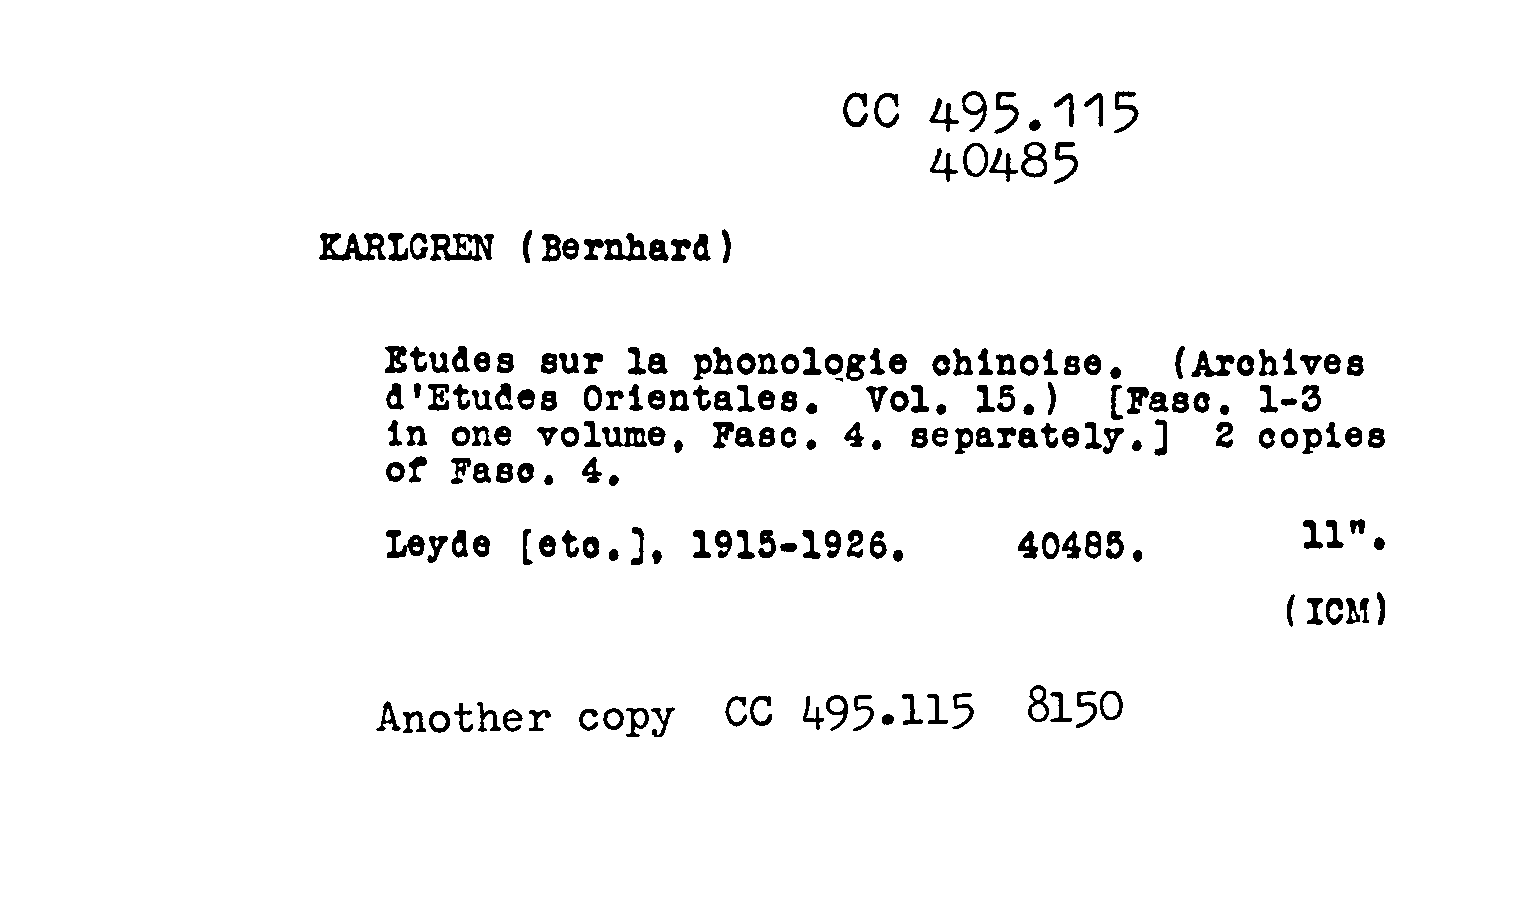 CC 495.115
40485
KARLGREN (Bernhard)
Etudes sur la phonologie chinoise. (Archives
d'Etudes Orientales. Vol. 15.) [Fasc. 1-3
in one volume, Fasc. 4. separately.] 2 copies
of Fasc. 4.
Leyde [etc.], 1915-1926. 40485. 11".
(ICM)
Another copy CC 495.115 8150